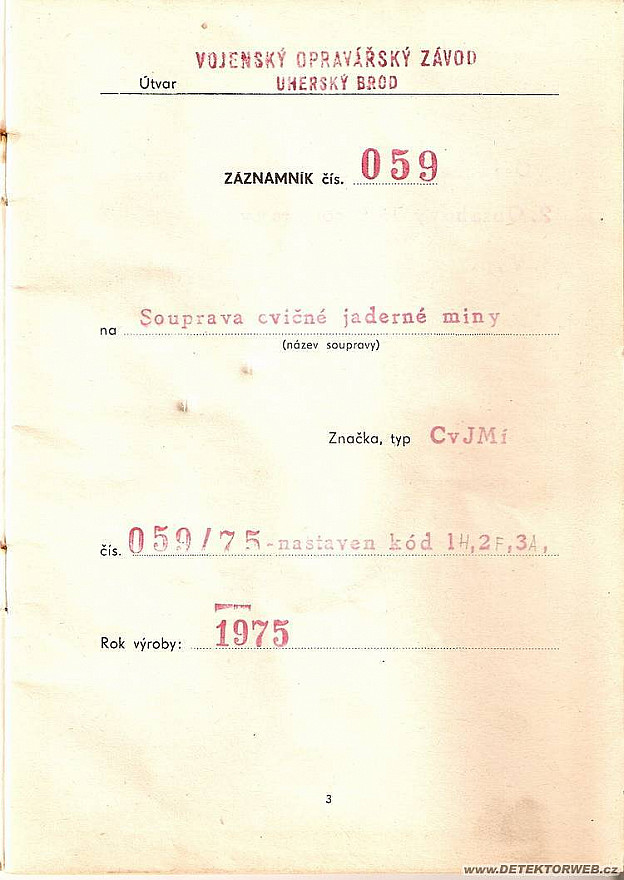 VOJENSKÝ OPRAVÁŘSKÝ ZÁVOD
Útvar UHERSKÝ BROD
ZÁZNAMNÍK čís. 059
na Souprava cvičné jaderné miny
(název soupravy)
Značka, typ CvJMí
čís. 059/75-nastaven kód 1H,2F,3A,
Rok výroby: 1975
3
www.DETEKTORWEB.cz